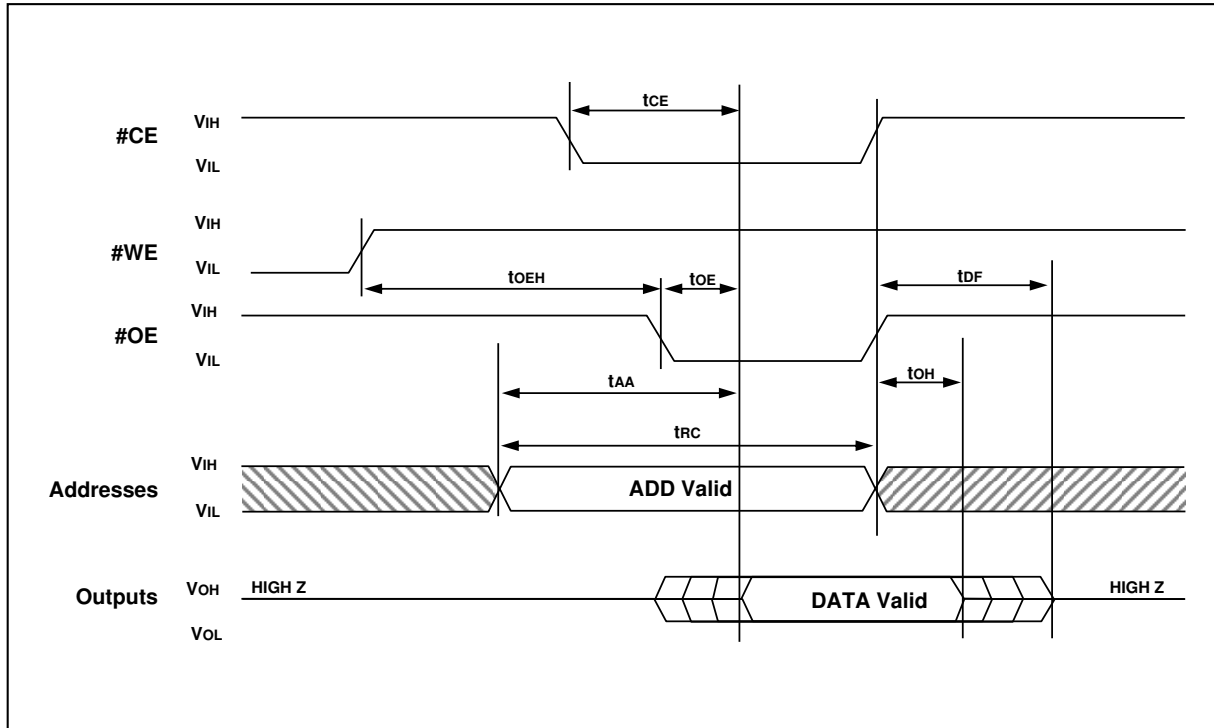 tCE
#CE
VIH
VIL
#WE
VIH
VIL
tOEH
tOE
tDF
#OE
VIH
VIL
tAA
tOH
tRC
Addresses
VIH
VIL
ADD Valid
Outputs
VOH
HIGH Z
DATA Valid
HIGH Z
VOL